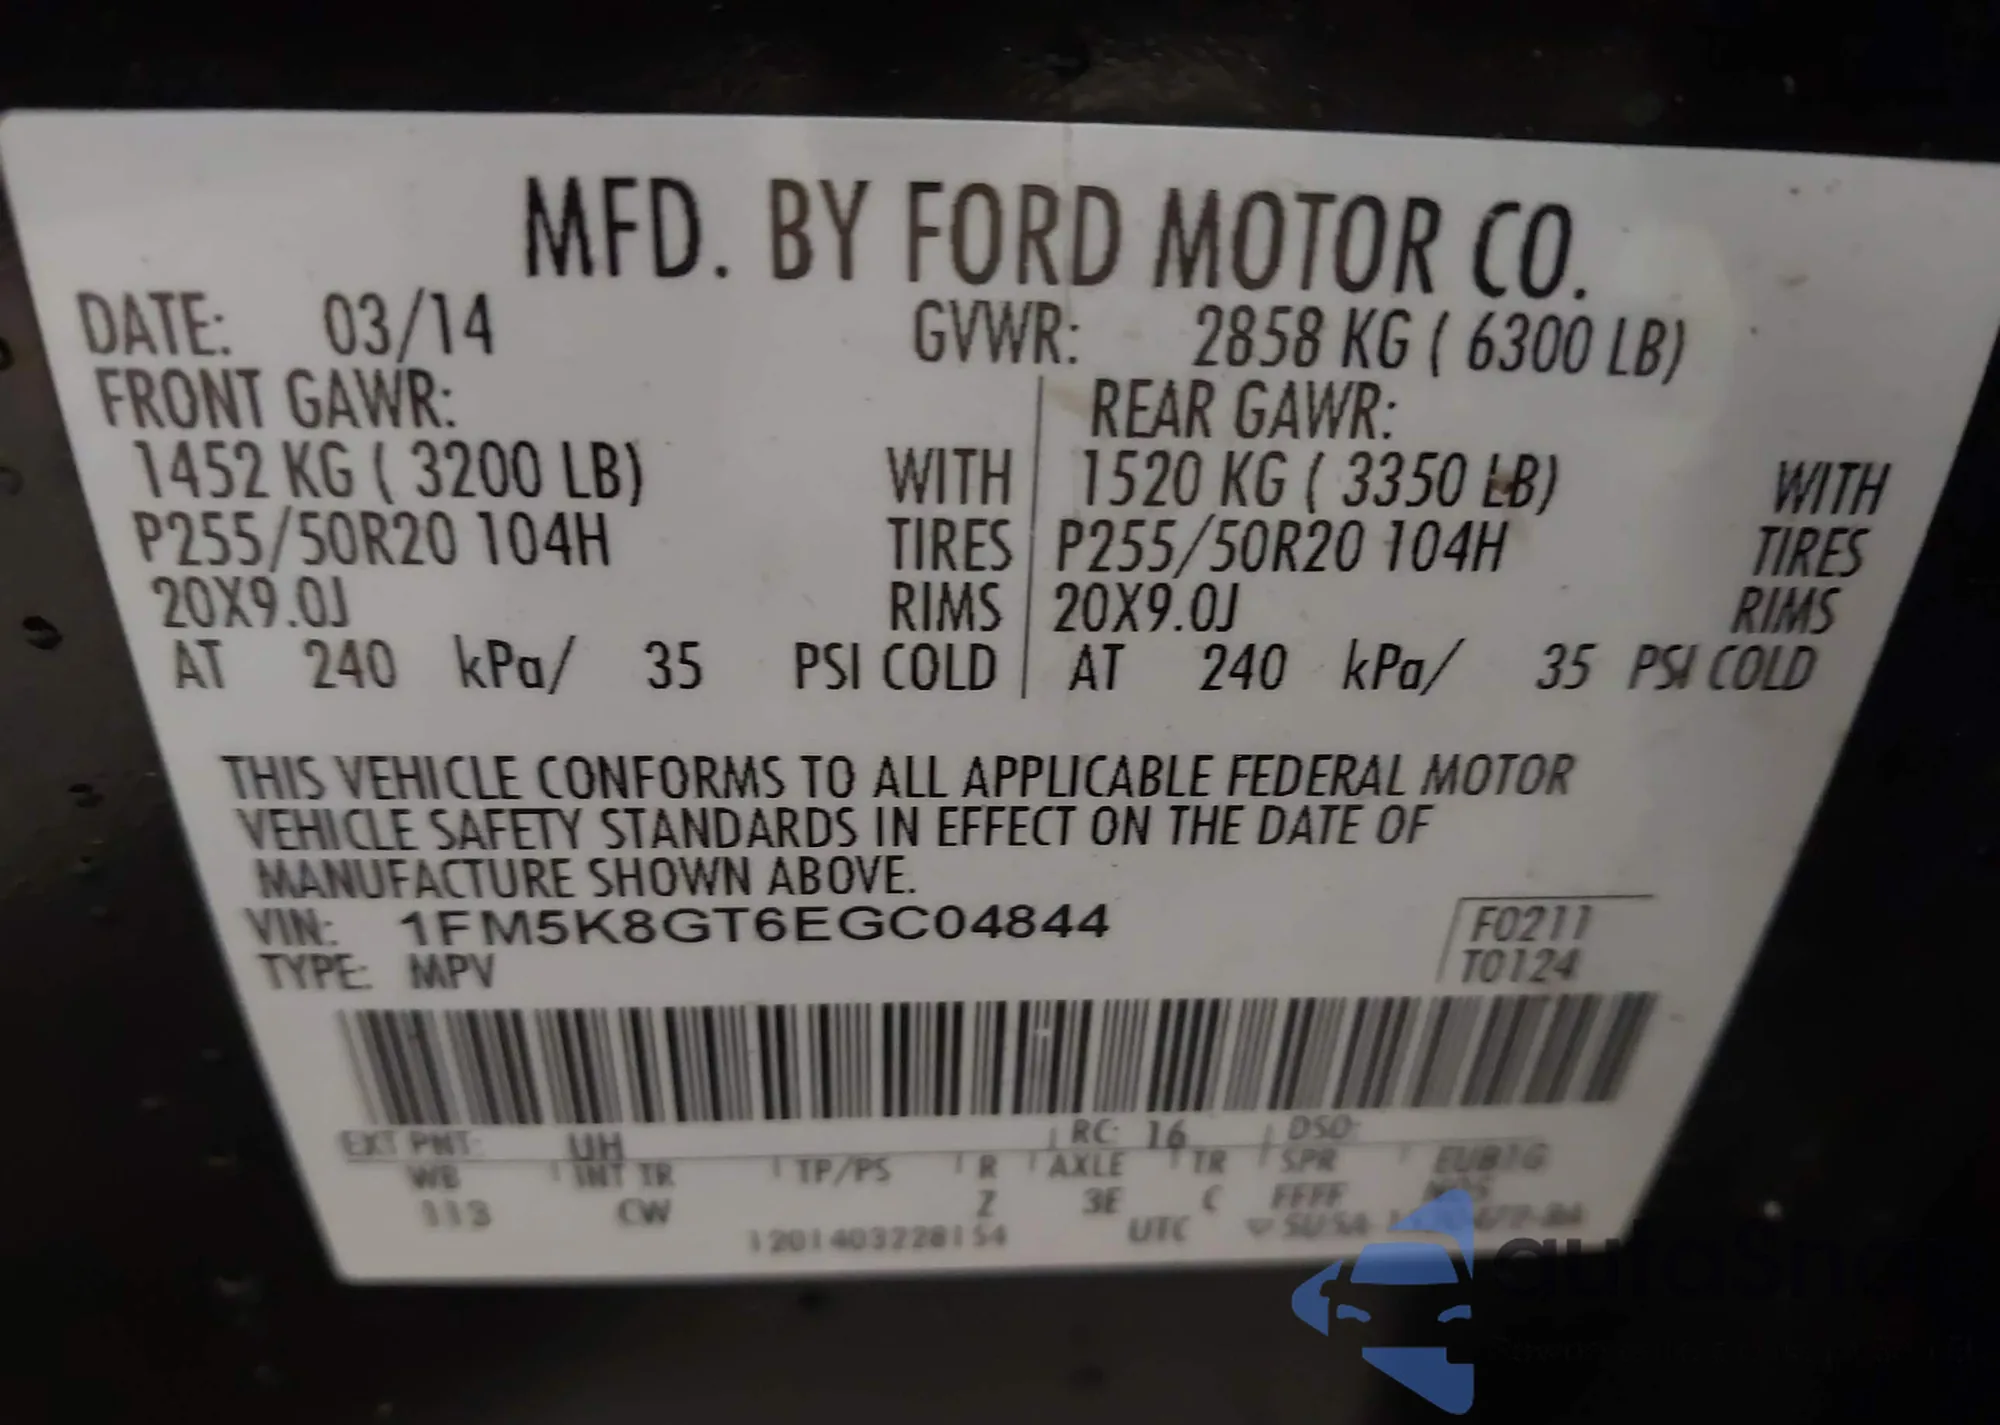 MFD. BY FORD MOTOR CO.
DATE: 03/14 GVWR: 2858 KG ( 6300 LB)
FRONT GAWR: REAR GAWR:
1452 KG ( 3200 LB) WITH 1520 KG ( 3350 LB) WITH
P255/50R20 104H TIRES P255/50R20 104H TIRES
20X9.0J RIMS 20X9.0J RIMS
AT 240 kPa/ 35 PSI COLD AT 240 kPa/ 35 PSI COLD
THIS VEHICLE CONFORMS TO ALL APPLICABLE FEDERAL MOTOR
VEHICLE SAFETY STANDARDS IN EFFECT ON THE DATE OF
MANUFACTURE SHOWN ABOVE.
VIN: 1FM5K8GT6EGC04844 F0211
TYPE: MPV T0124
EXT PNT: UH RC: 16 DSO:
WB INT TR TP/PS R AXLE TR SPR
113 CW Z 3E C FFFF
1201403228154 UTC